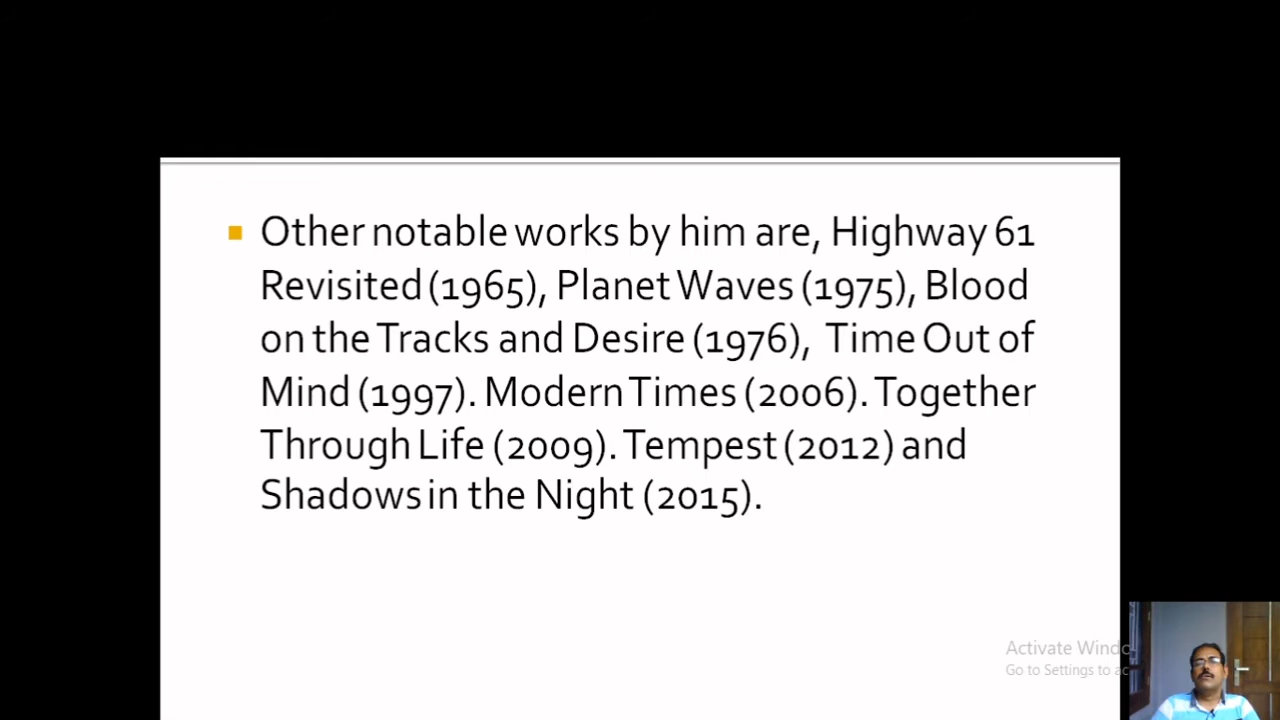 Other notable works by him are, Highway 61
Revisited (1965), Planet Waves (1975), Blood
on the Tracks and Desire (1976), Time Out of
Mind (1997). Modern Times (2006). Together
Through Life (2009). Tempest (2012) and
Shadows in the Night (2015).
Activate Windo
Go to Settings to ac